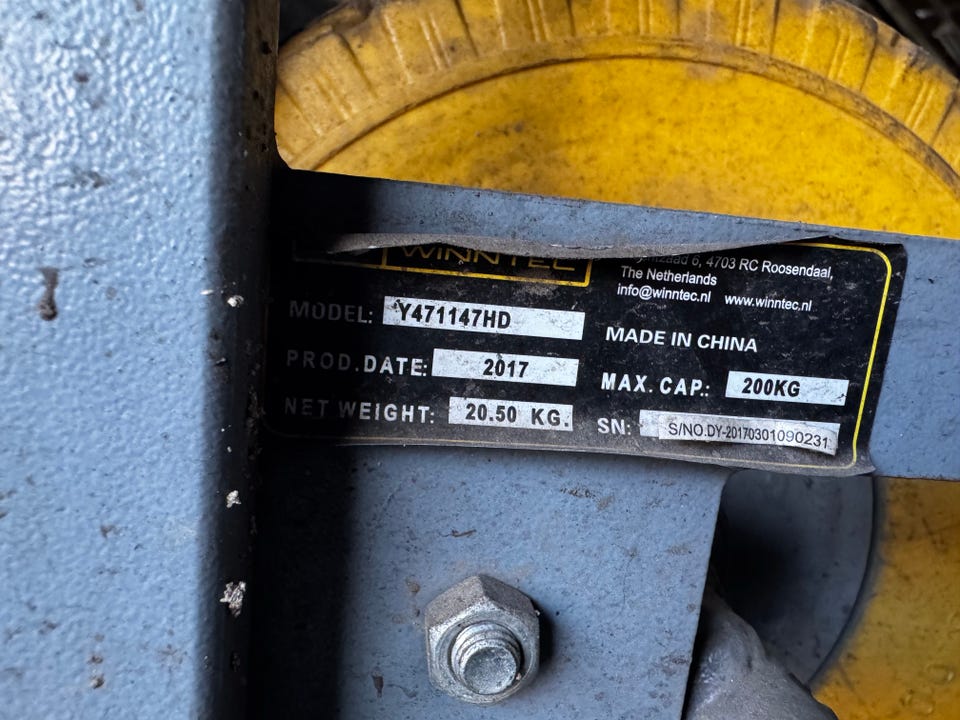 WINNTEC
6, 4703 RC Roosendaal,
The Netherlands
info@winntec.nl www.winntec.nl
MODEL: Y471147HD
MADE IN CHINA
PROD.DATE: 2017
MAX. CAP.: 200KG
NET WEIGHT: 20.50 KG.
SN: S/NO.DY-20170301090231